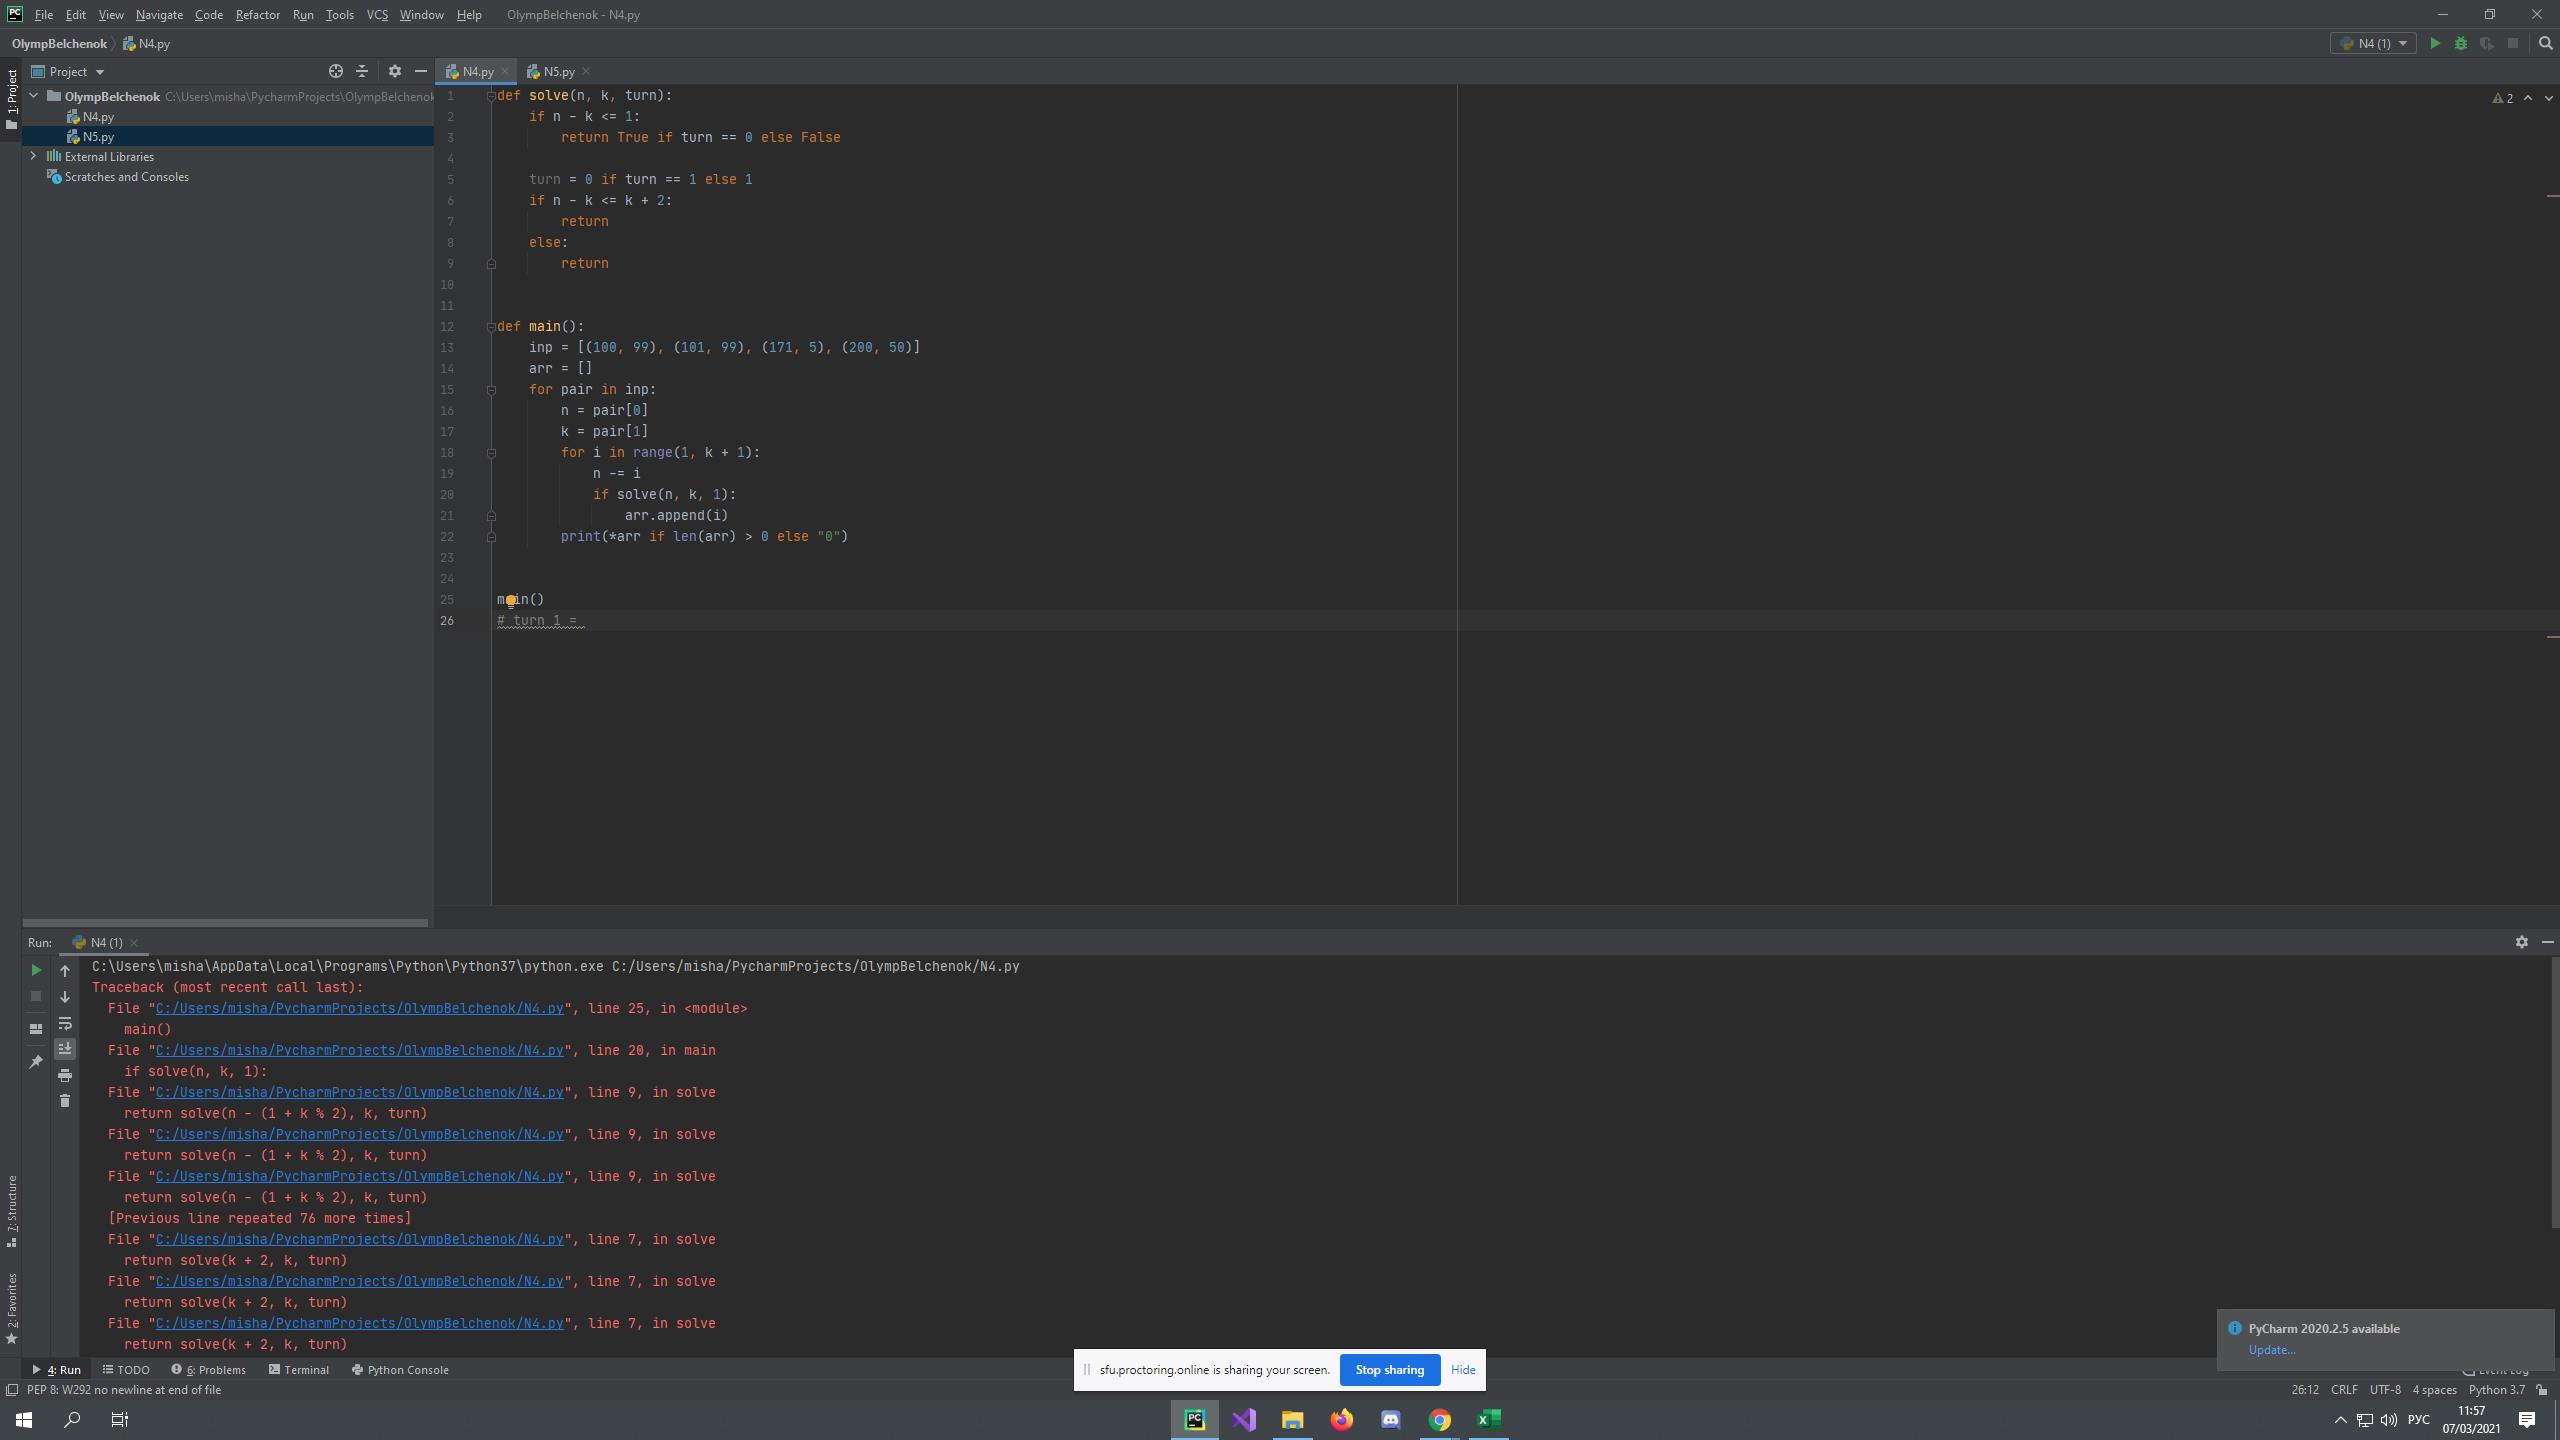 File Edit View Navigate Code Refactor Run Tools VCS Window Help OlympBelchenok - N4.py
OlympBelchenok N4.py N4 (1)
1: Project
Project
OlympBelchenok C:\Users\misha\PycharmProjects\OlympBelchenok
N4.py
N5.py
External Libraries
Scratches and Consoles
N4.py N5.py
2
1 def solve(n, k, turn):
2 if n - k <= 1:
3 return True if turn == 0 else False
4
5 turn = 0 if turn == 1 else 1
6 if n - k <= k + 2:
7 return
8 else:
9 return
10
11
12 def main():
13 inp = [(100, 99), (101, 99), (171, 5), (200, 50)]
14 arr = []
15 for pair in inp:
16 n = pair[0]
17 k = pair[1]
18 for i in range(1, k + 1):
19 n -= i
20 if solve(n, k, 1):
21 arr.append(i)
22 print(*arr if len(arr) > 0 else "0")
23
24
25 main()
26 # turn 1 =
7: Structure
2: Favorites
Run: N4 (1)
C:\Users\misha\AppData\Local\Programs\Python\Python37\python.exe C:/Users/misha/PycharmProjects/OlympBelchenok/N4.py
Traceback (most recent call last):
File "C:/Users/misha/PycharmProjects/OlympBelchenok/N4.py", line 25, in <module>
main()
File "C:/Users/misha/PycharmProjects/OlympBelchenok/N4.py", line 20, in main
if solve(n, k, 1):
File "C:/Users/misha/PycharmProjects/OlympBelchenok/N4.py", line 9, in solve
return solve(n - (1 + k % 2), k, turn)
File "C:/Users/misha/PycharmProjects/OlympBelchenok/N4.py", line 9, in solve
return solve(n - (1 + k % 2), k, turn)
File "C:/Users/misha/PycharmProjects/OlympBelchenok/N4.py", line 9, in solve
return solve(n - (1 + k % 2), k, turn)
[Previous line repeated 76 more times]
File "C:/Users/misha/PycharmProjects/OlympBelchenok/N4.py", line 7, in solve
return solve(k + 2, k, turn)
File "C:/Users/misha/PycharmProjects/OlympBelchenok/N4.py", line 7, in solve
return solve(k + 2, k, turn)
File "C:/Users/misha/PycharmProjects/OlympBelchenok/N4.py", line 7, in solve
return solve(k + 2, k, turn)
PyCharm 2020.2.5 available
Update...
4: Run TODO 6: Problems Terminal Python Console Event Log
sfu.proctoring.online is sharing your screen. Stop sharing Hide
PEP 8: W292 no newline at end of file 26:12 CRLF UTF-8 4 spaces Python 3.7
РУС 11:57
07/03/2021